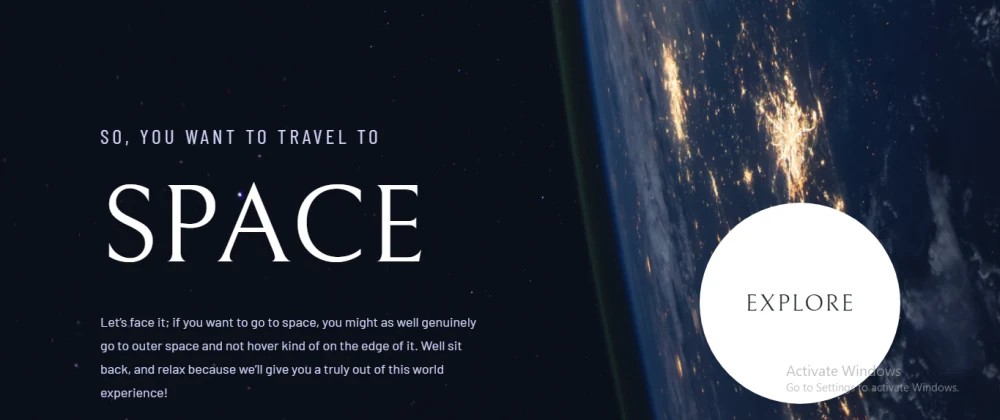 SO, YOU WANT TO TRAVEL TO
SPACE
Let's face it; if you want to go to space, you might as well genuinely
go to outer space and not hover kind of on the edge of it. Well sit
back, and relax because we'll give you a truly out of this world
experience!
EXPLORE
Activate Windows
Go to Settings to activate Windows.